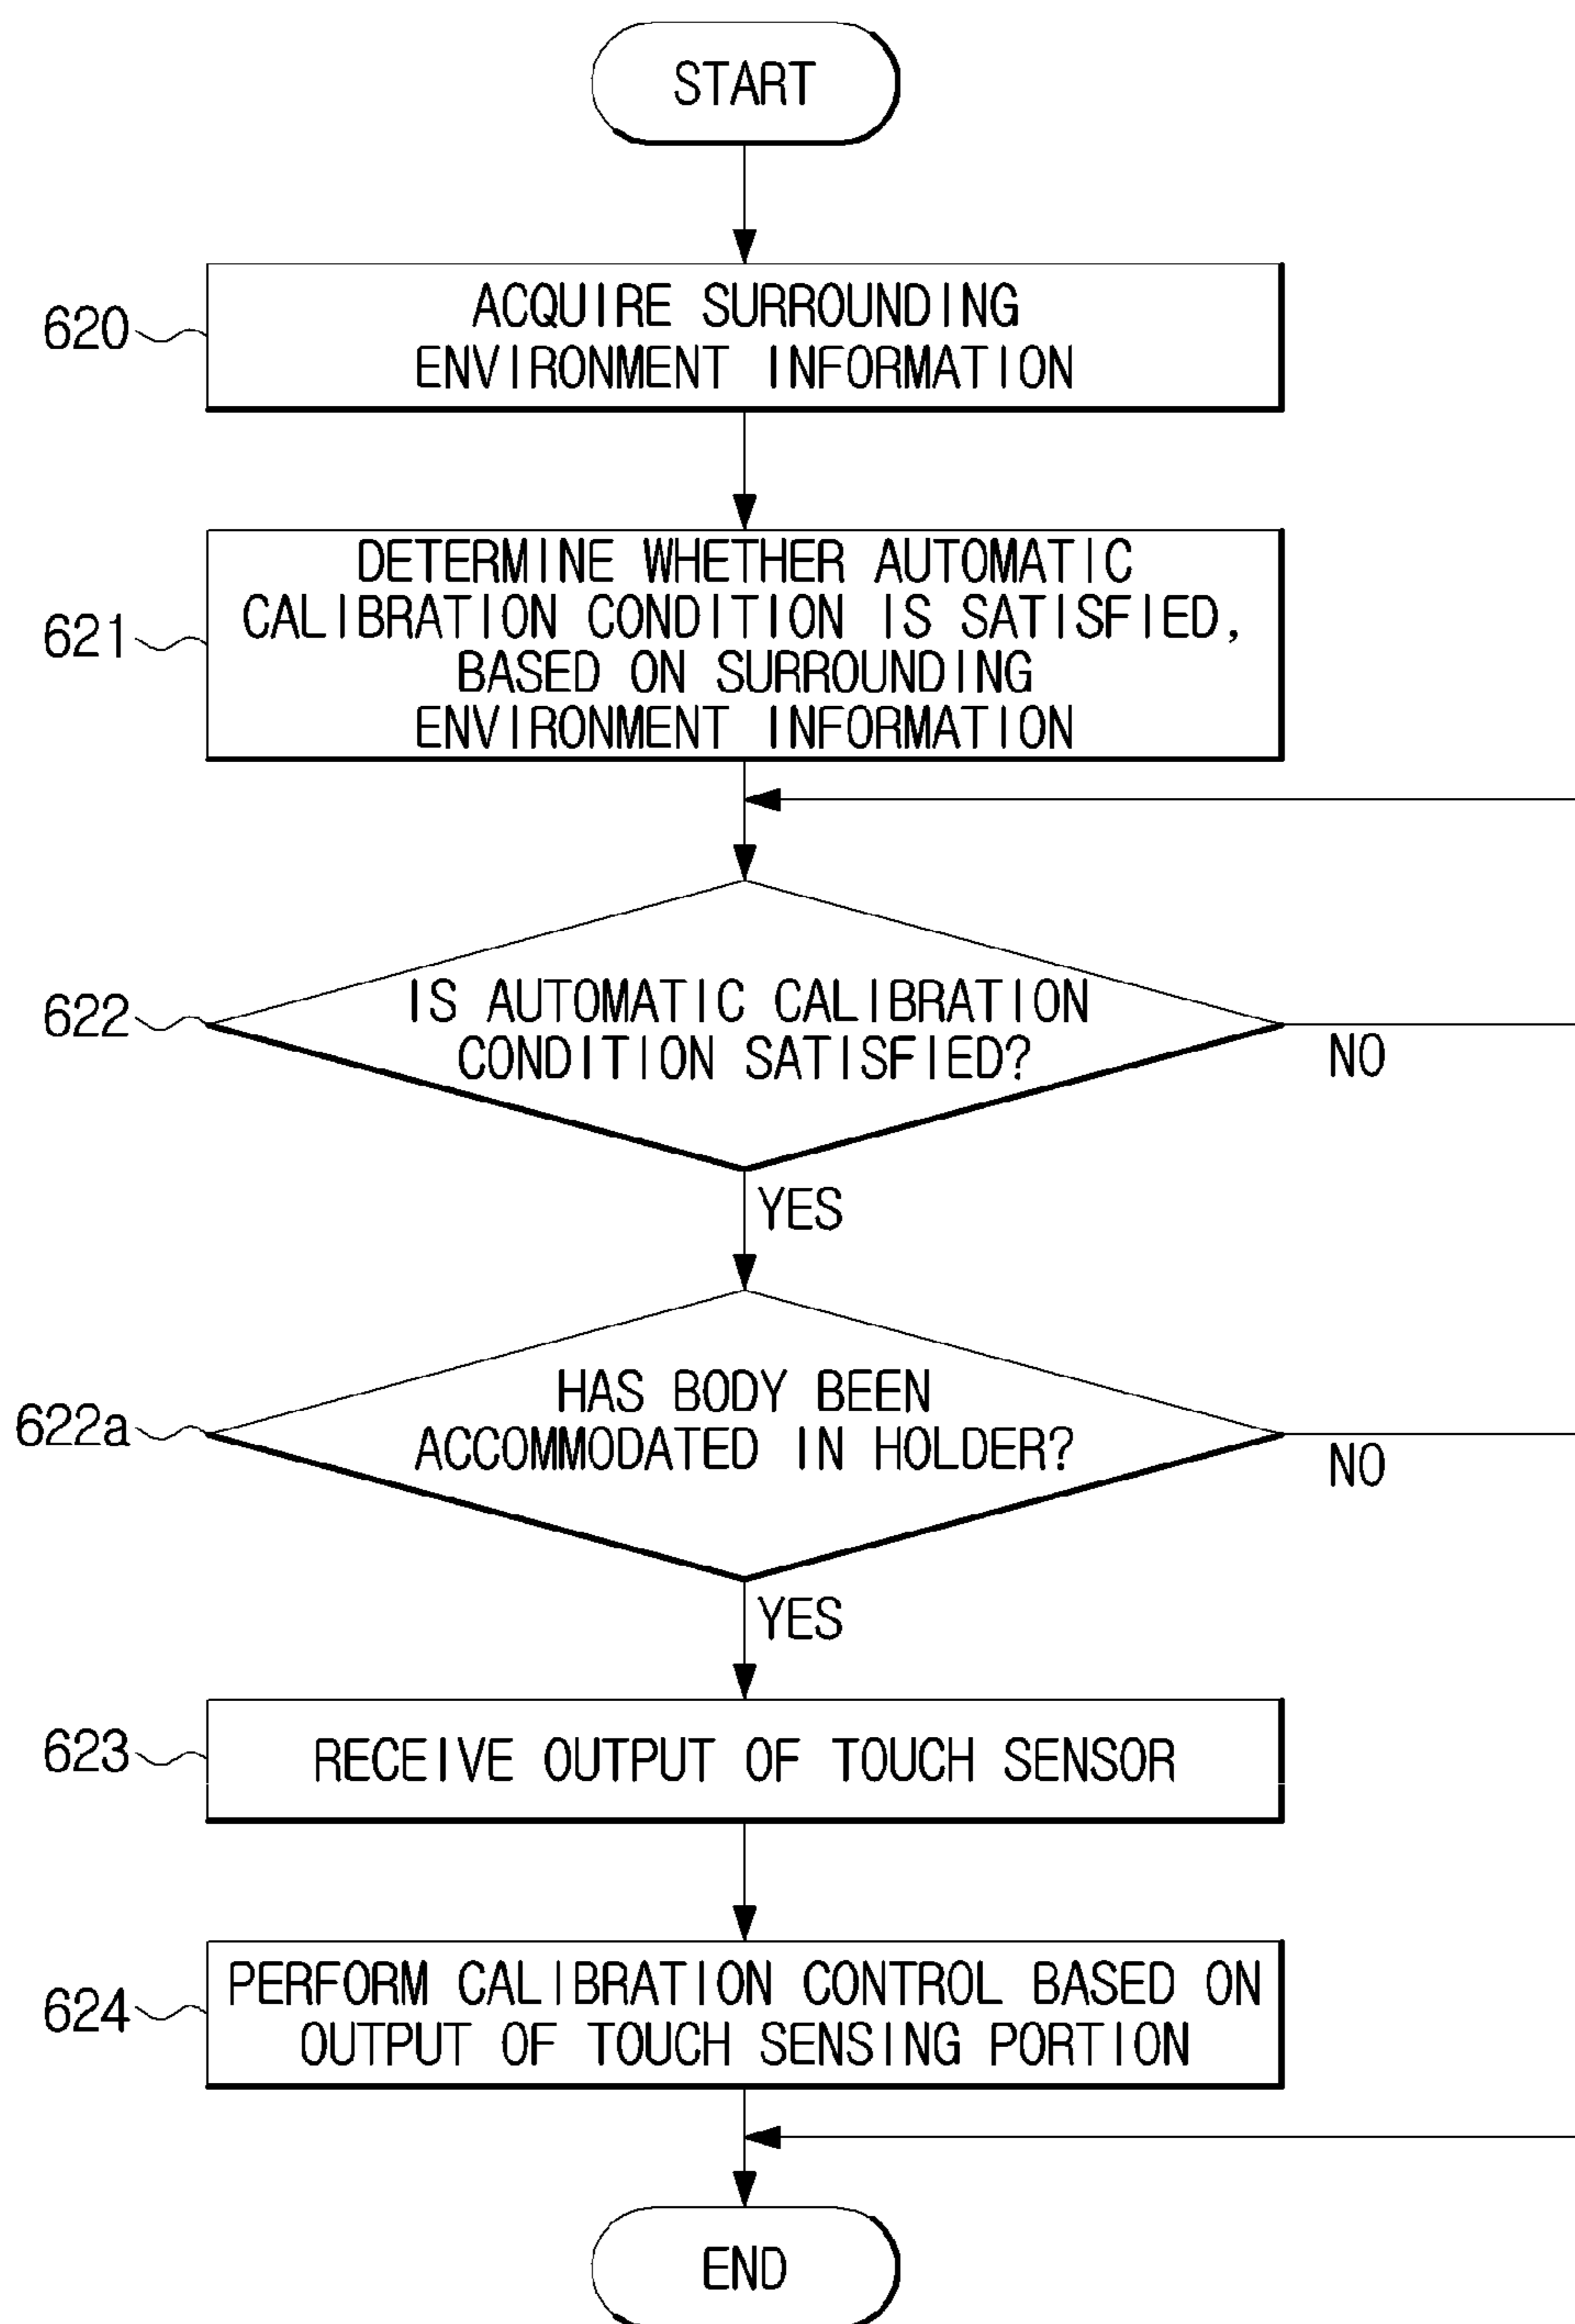 START
620
ACQUIRE SURROUNDING
ENVIRONMENT INFORMATION
621
DETERMINE WHETHER AUTOMATIC
CALIBRATION CONDITION IS SATISFIED,
BASED ON SURROUNDING
ENVIRONMENT INFORMATION
622
IS AUTOMATIC CALIBRATION
CONDITION SATISFIED?
NO
YES
622a
HAS BODY BEEN
ACCOMMODATED IN HOLDER?
NO
YES
623
RECEIVE OUTPUT OF TOUCH SENSOR
624
PERFORM CALIBRATION CONTROL BASED ON
OUTPUT OF TOUCH SENSING PORTION
END